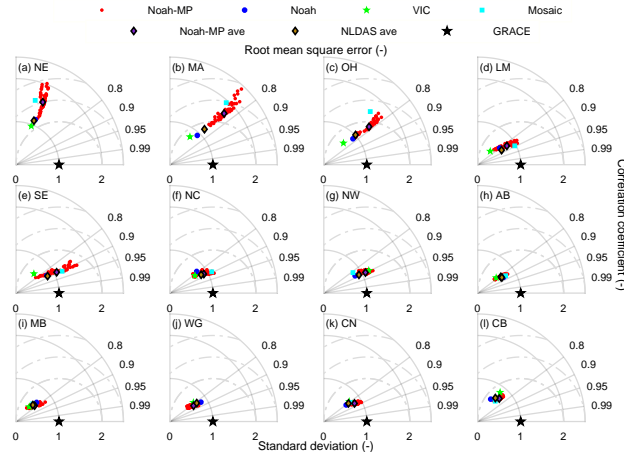 Noah-MP Noah VIC Mosaic
Noah-MP ave NLDAS ave GRACE
Root mean square error (-)
(a) NE (b) MA (c) OH (d) LM
0.8 0.8 0.8 0.8
0.9 0.9 0.9 0.9
0.95 0.95 0.95 0.95
0.99 0.99 0.99 0.99
0 1 2 0 1 2 0 1 2 0 1 2
(e) SE (f) NC (g) NW (h) AB
0.8 0.8 0.8 0.8
0.9 0.9 0.9 0.9
0.95 0.95 0.95 0.95
0.99 0.99 0.99 0.99
0 1 2 0 1 2 0 1 2 0 1 2
(i) MB (j) WG (k) CN (l) CB
0.8 0.8 0.8 0.8
0.9 0.9 0.9 0.9
0.95 0.95 0.95 0.95
0.99 0.99 0.99 0.99
0 1 2 0 1 2 0 1 2 0 1 2
Standard deviation (-)
Correlation coefficient (-)